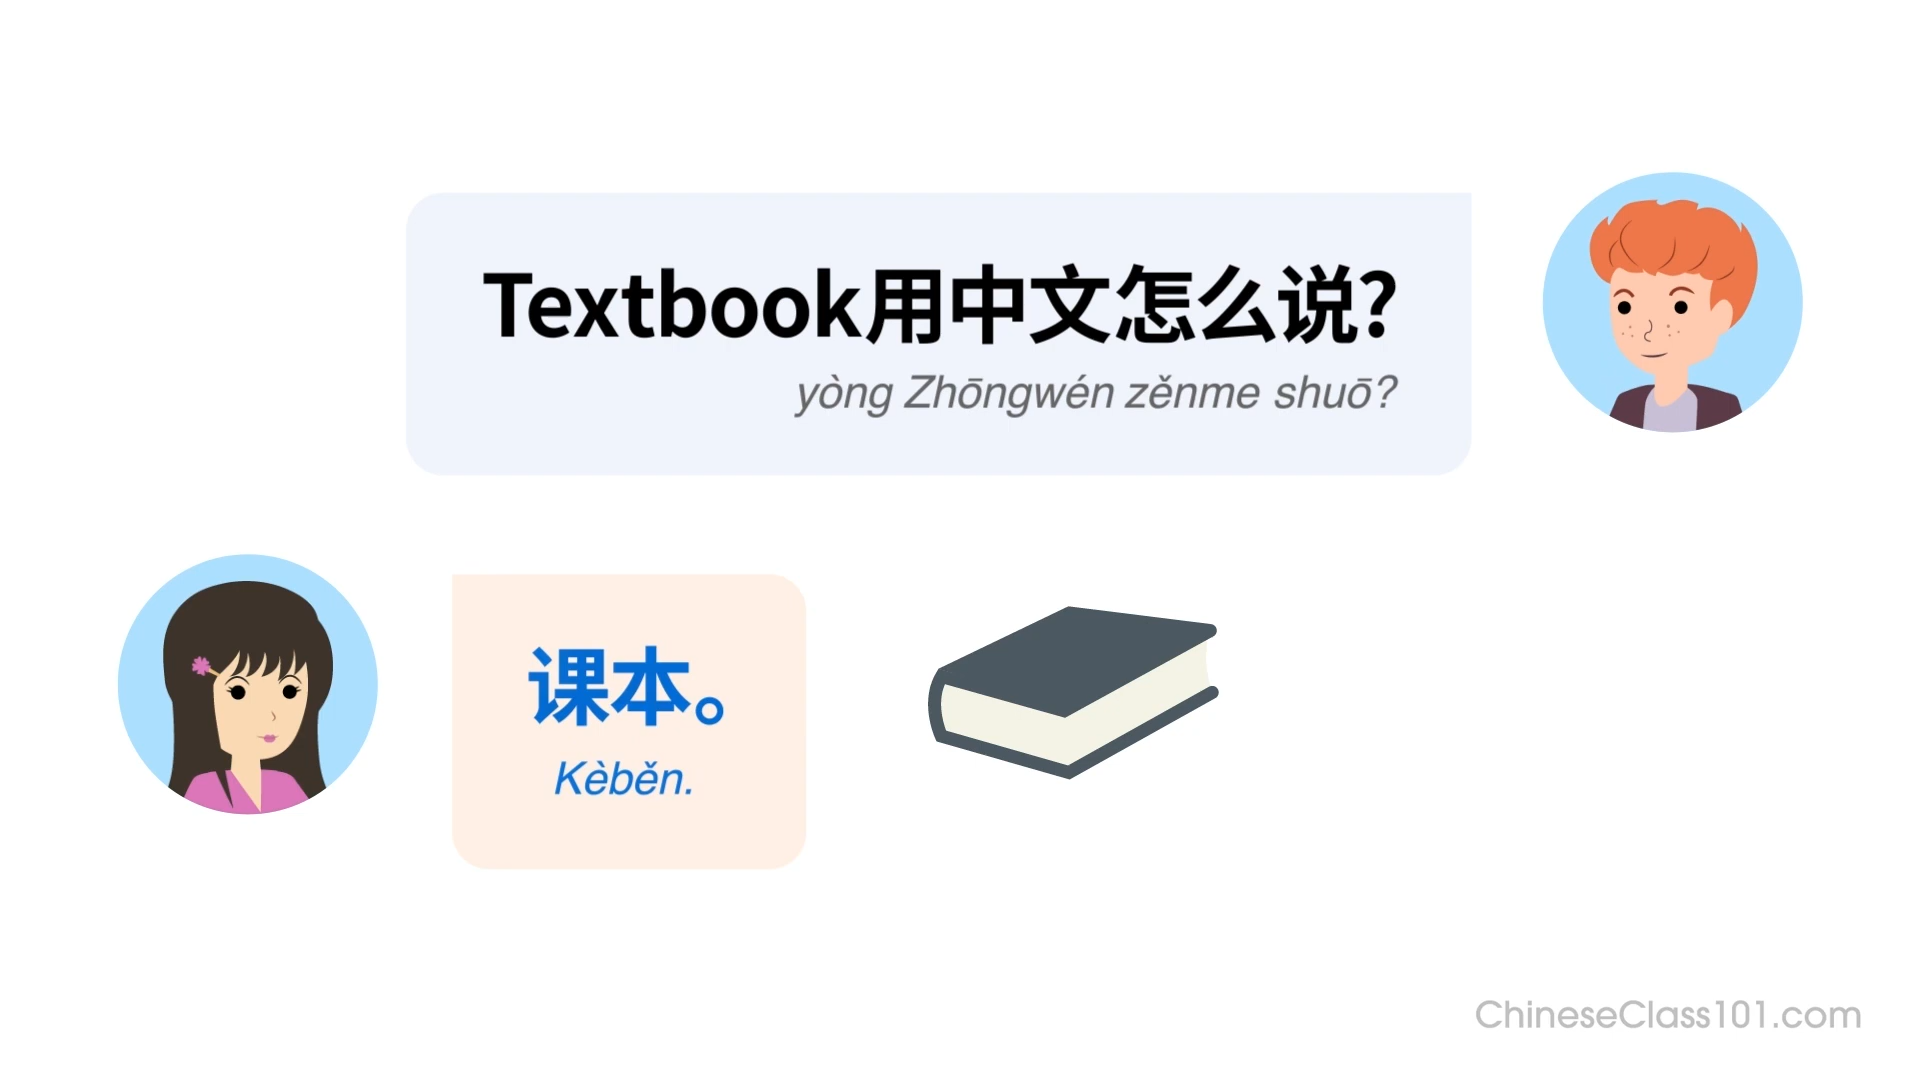 Textbook用中文怎么说?
yòng Zhōngwén zěnme shuō?
课本。
Kèběn.
ChineseClass101.com